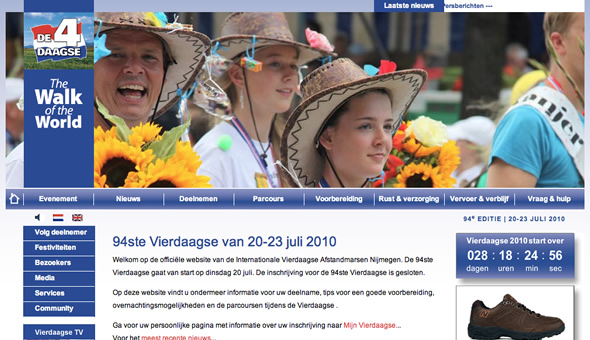 Laatste nieuws
Persberichten ---
DE 4
DAAGSE
The
Walk
of the
World
Evenement
Nieuws
Deelnemen
Parcours
Voorbereiding
Rust & verzorging
Vervoer & verblijf
Vraag & hulp
94E EDITIE | 20-23 JULI 2010
Volg deelnemer
Festiviteiten
Bezoekers
Media
Services
Community
Vierdaagse TV
94ste Vierdaagse van 20-23 juli 2010
Welkom op de officiële website van de Internationale Vierdaagse Afstandmarsen Nijmegen. De 94ste
Vierdaagse gaat van start op dinsdag 20 juli. De inschrijving voor de 94ste Vierdaagse is gesloten.
Op deze website vindt u ondermeer informatie voor uw deelname, tips voor een goede voorbereiding,
overnachtingsmogelijkheden en de parcoursen tijdens de Vierdaagse .
Ga voor uw persoonlijke pagina met informatie over uw inschrijving naar Mijn Vierdaagse...
Voor het meest recente nieuws...
Vierdaagse 2010 start over
028 : 18 : 24 : 56
dagen uren min sec